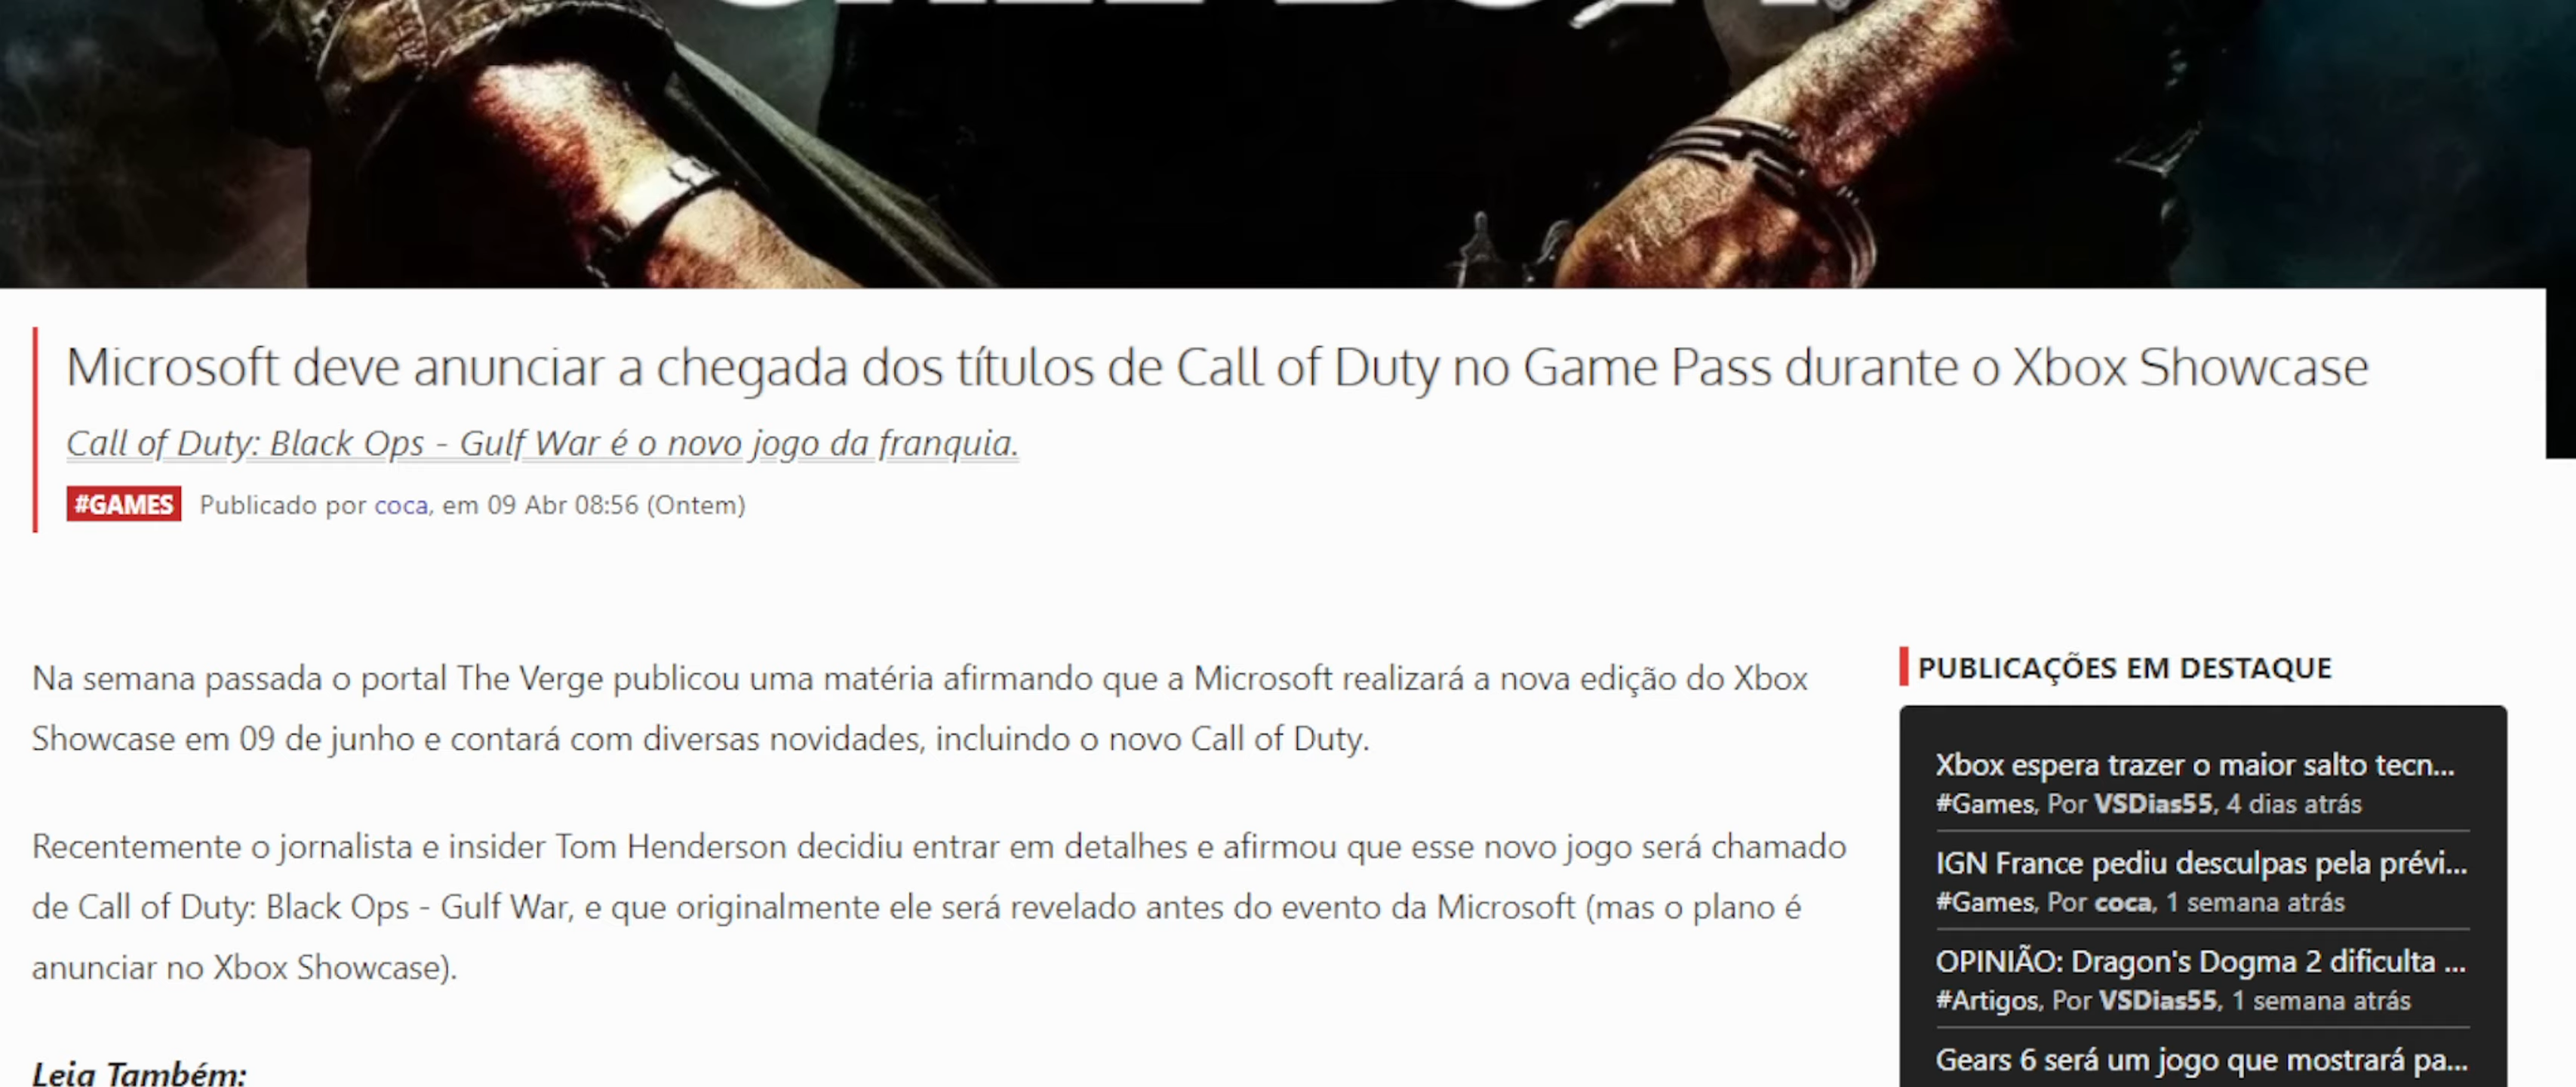 Microsoft deve anunciar a chegada dos títulos de Call of Duty no Game Pass durante o Xbox Showcase
Call of Duty: Black Ops - Gulf War é o novo jogo da franquia.
#GAMES Publicado por coca, em 09 Abr 08:56 (Ontem)
Na semana passada o portal The Verge publicou uma matéria afirmando que a Microsoft realizará a nova edição do Xbox
Showcase em 09 de junho e contará com diversas novidades, incluindo o novo Call of Duty.
Recentemente o jornalista e insider Tom Henderson decidiu entrar em detalhes e afirmou que esse novo jogo será chamado
de Call of Duty: Black Ops - Gulf War, e que originalmente ele será revelado antes do evento da Microsoft (mas o plano é
anunciar no Xbox Showcase).
Leia Também:
PUBLICAÇÕES EM DESTAQUE
Xbox espera trazer o maior salto tecn...
#Games, Por VSDias55, 4 dias atrás
IGN France pediu desculpas pela prévi...
#Games, Por coca, 1 semana atrás
OPINIÃO: Dragon's Dogma 2 dificulta ...
#Artigos, Por VSDias55, 1 semana atrás
Gears 6 será um jogo que mostrará pa...